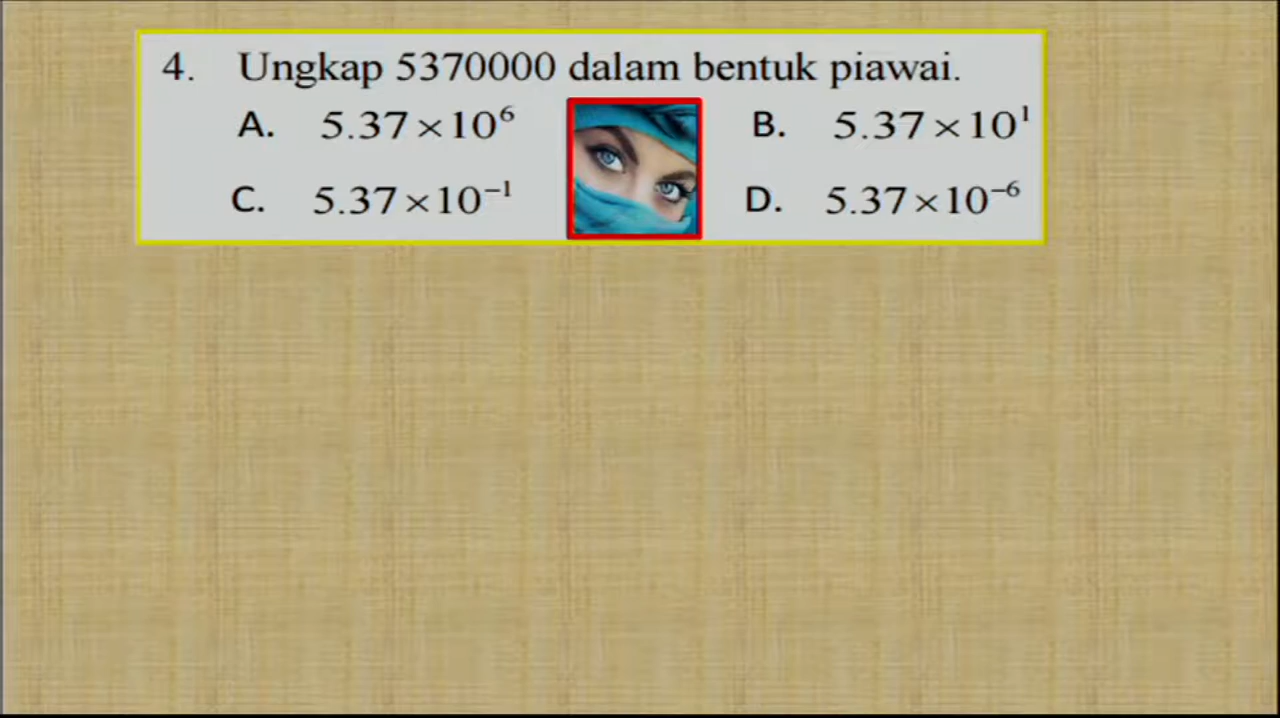 4. Ungkap 5370000 dalam bentuk piawai.
A. 5.37×10⁶ B. 5.37×10¹
C. 5.37×10⁻¹ D. 5.37×10⁻⁶